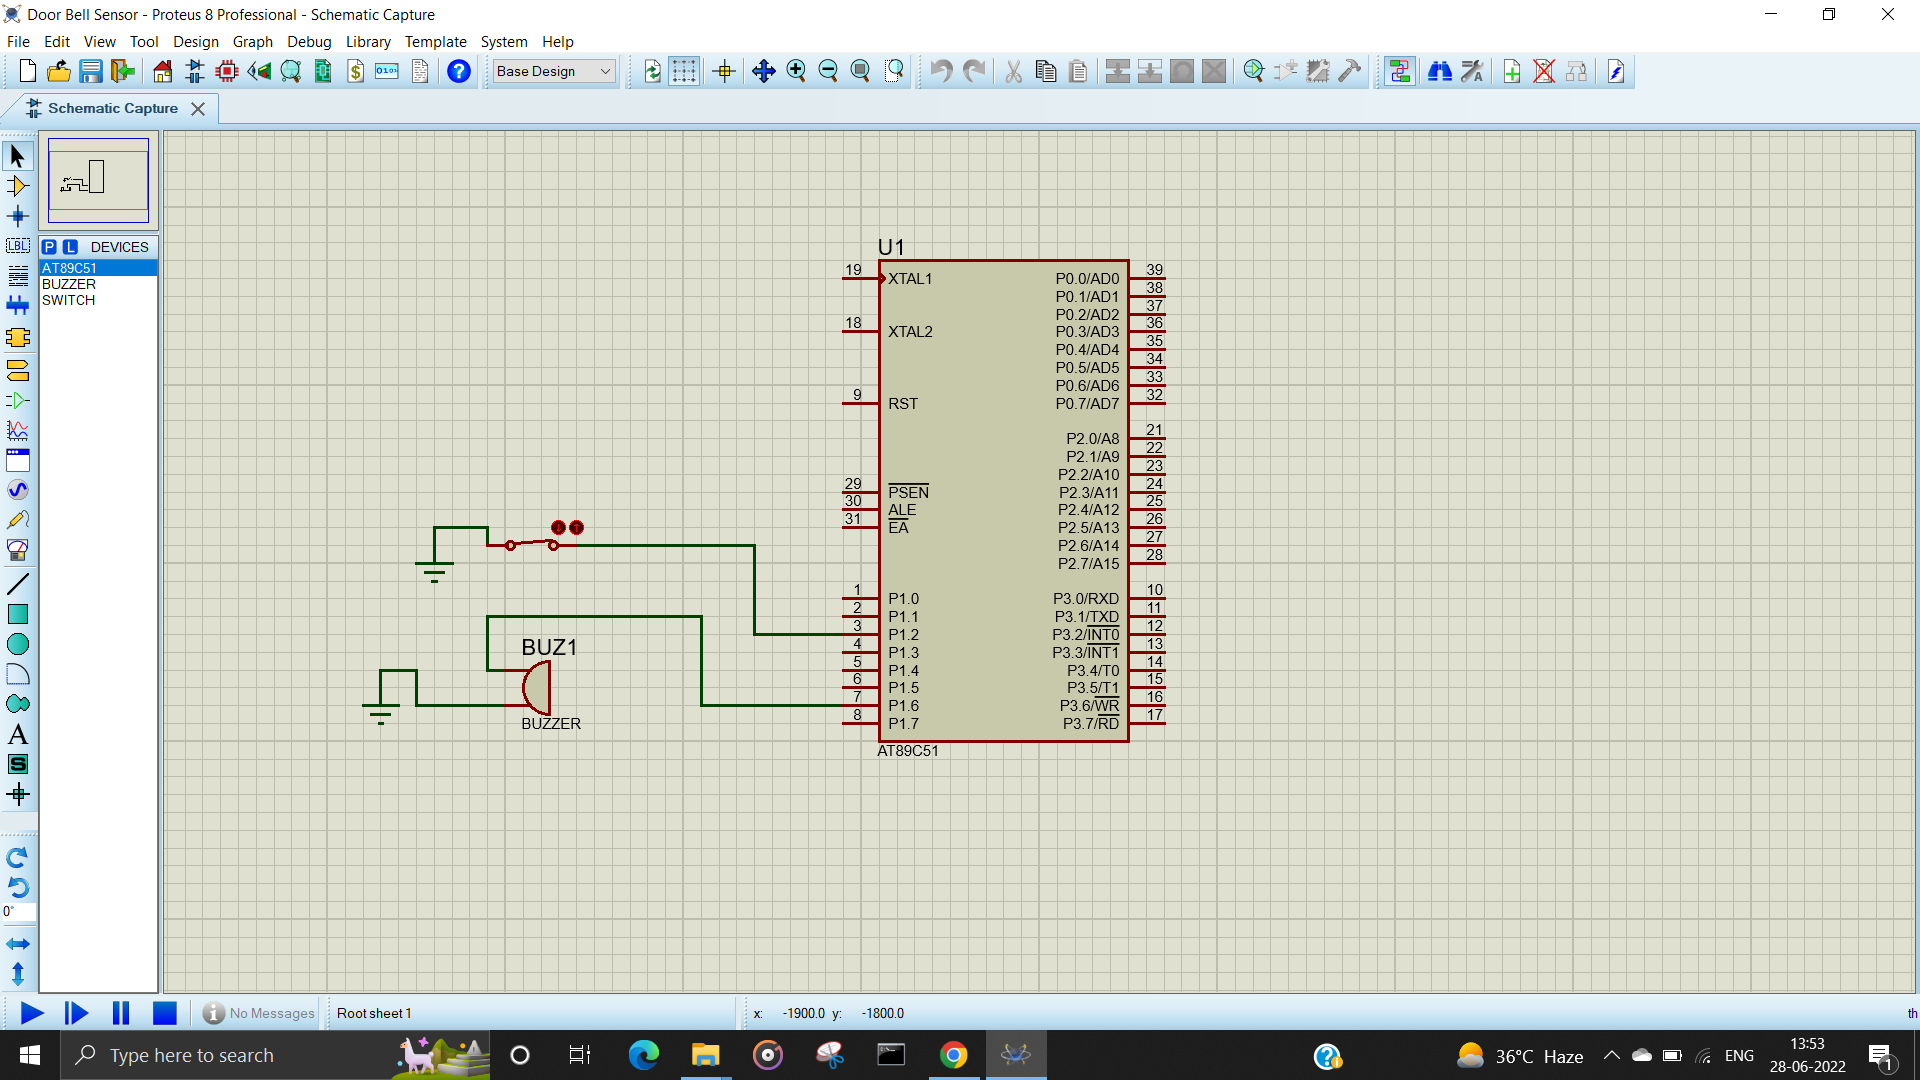 Door Bell Sensor - Proteus 8 Professional - Schematic Capture
File Edit View Tool Design Graph Debug Library Template System Help
Base Design
Schematic Capture
P L DEVICES
AT89C51
BUZZER
SWITCH
LBL
A
S
0°
U1
19 XTAL1
18 XTAL2
9 RST
29 PSEN
30 ALE
31 EA
1 P1.0
2 P1.1
3 P1.2
4 P1.3
5 P1.4
6 P1.5
7 P1.6
8 P1.7
P0.0/AD0 39
P0.1/AD1 38
P0.2/AD2 37
P0.3/AD3 36
P0.4/AD4 35
P0.5/AD5 34
P0.6/AD6 33
P0.7/AD7 32
P2.0/A8 21
P2.1/A9 22
P2.2/A10 23
P2.3/A11 24
P2.4/A12 25
P2.5/A13 26
P2.6/A14 27
P2.7/A15 28
P3.0/RXD 10
P3.1/TXD 11
P3.2/INT0 12
P3.3/INT1 13
P3.4/T0 14
P3.5/T1 15
P3.6/WR 16
P3.7/RD 17
AT89C51
BUZ1
BUZZER
No Messages
Root sheet 1
x: -1900.0 y: -1800.0
th
Type here to search
36°C Haze
ENG
13:53
28-06-2022
1